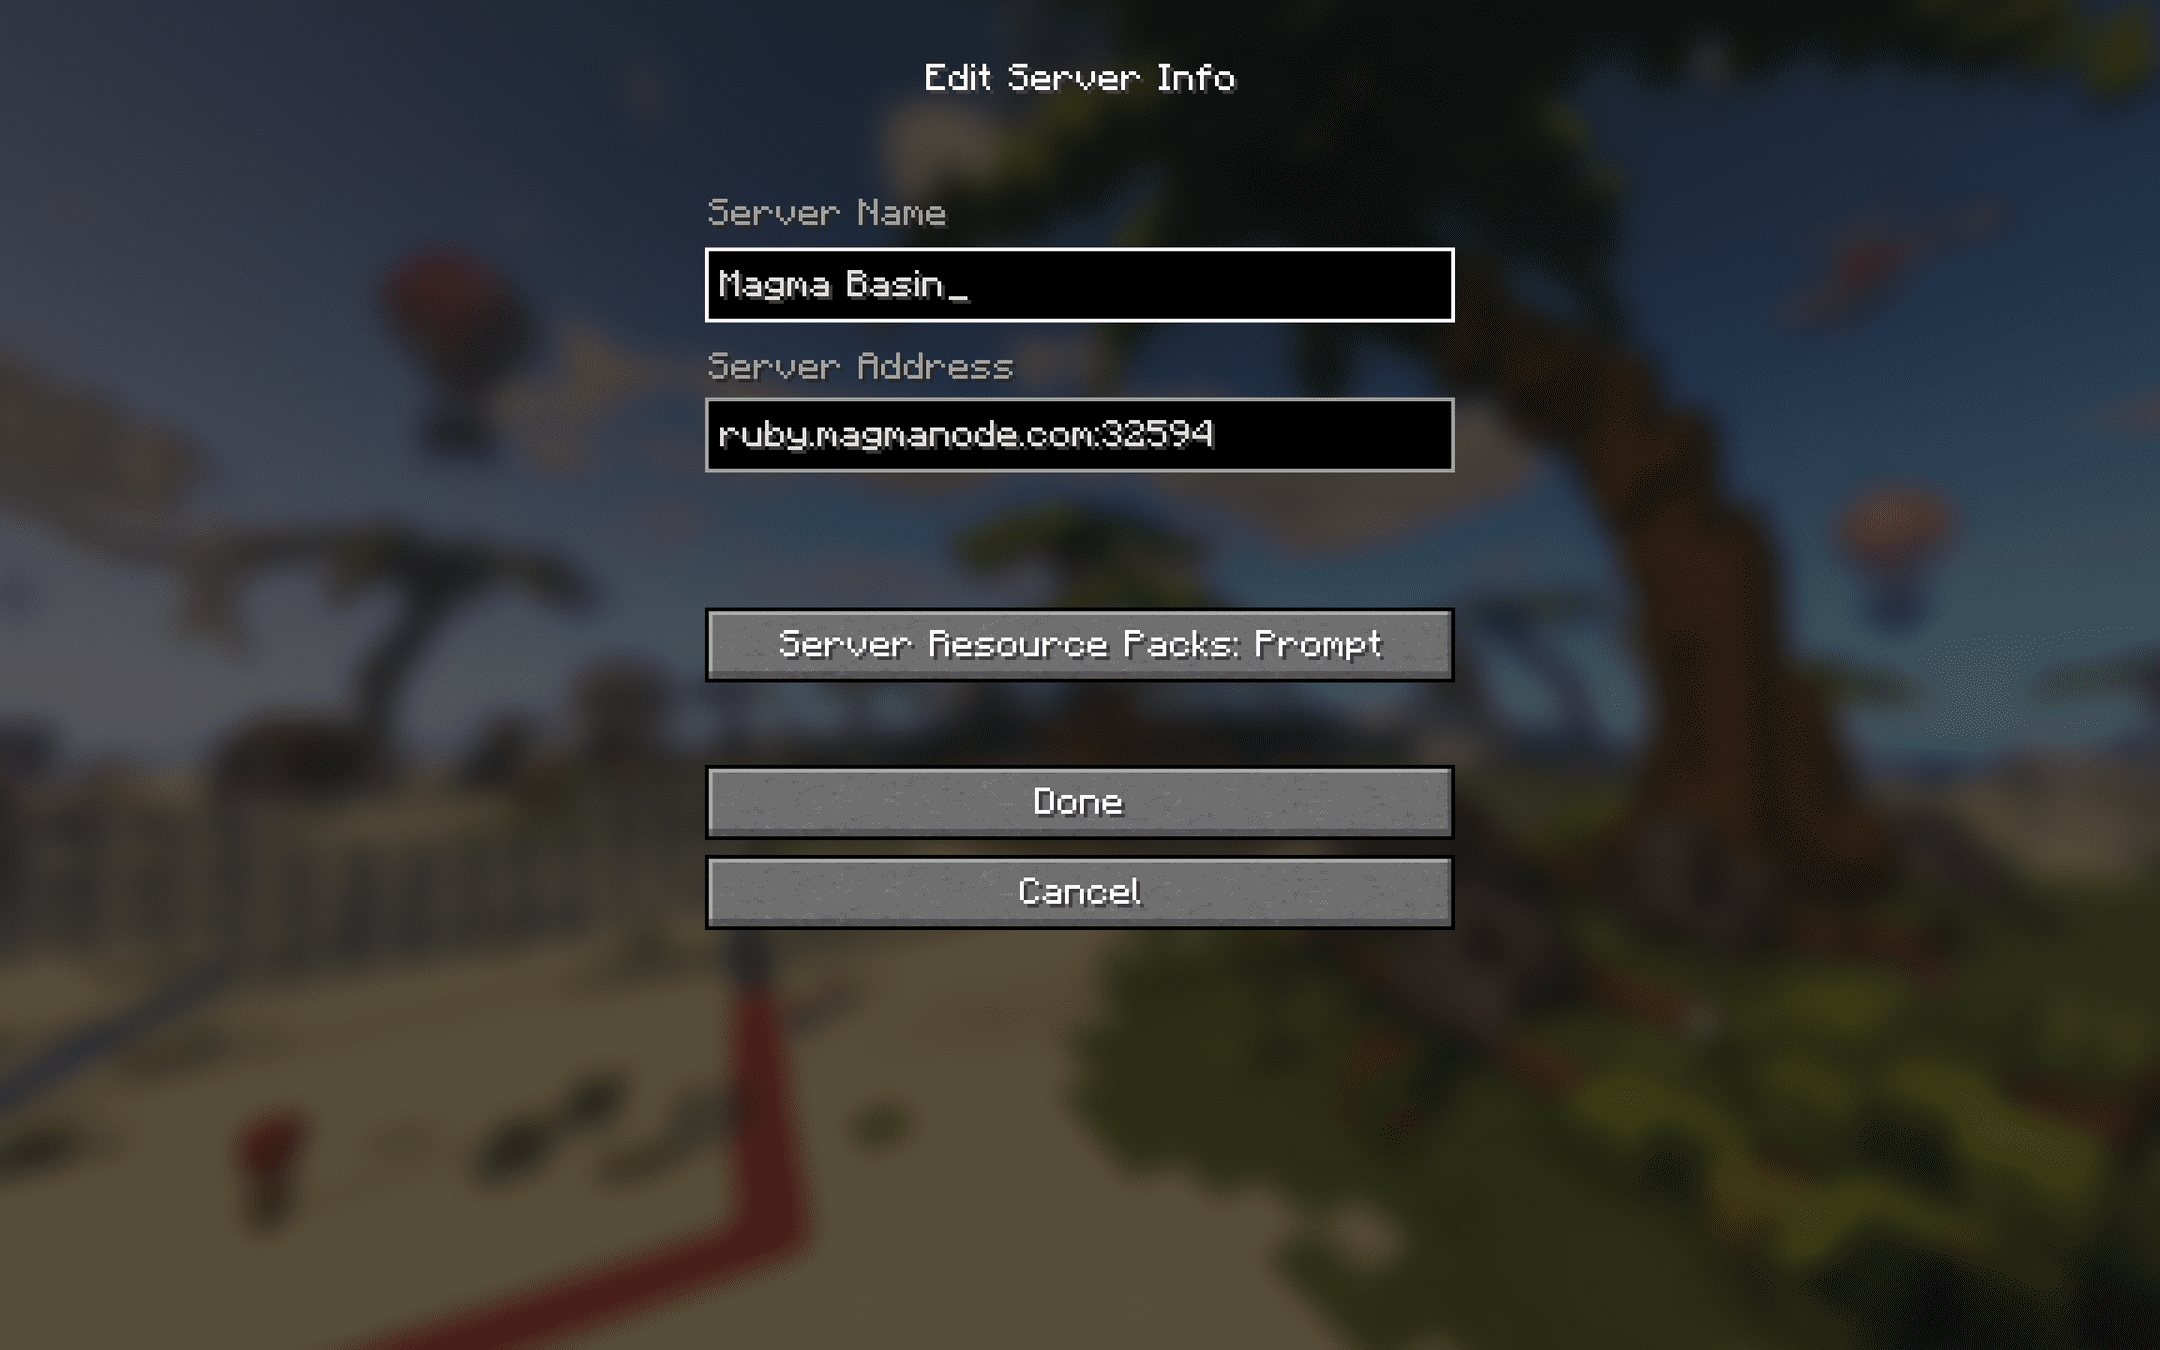 Edit Server Info
Server Name
Magma Basin_
Server Address
ruby.magmanode.com:32594
Server Resource Packs: Prompt
Done
Cancel